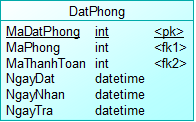 DatPhong
MaDatPhong int <pk>
MaPhong int <fk1>
MaThanhToan int <fk2>
NgayDat datetime
NgayNhan datetime
NgayTra datetime